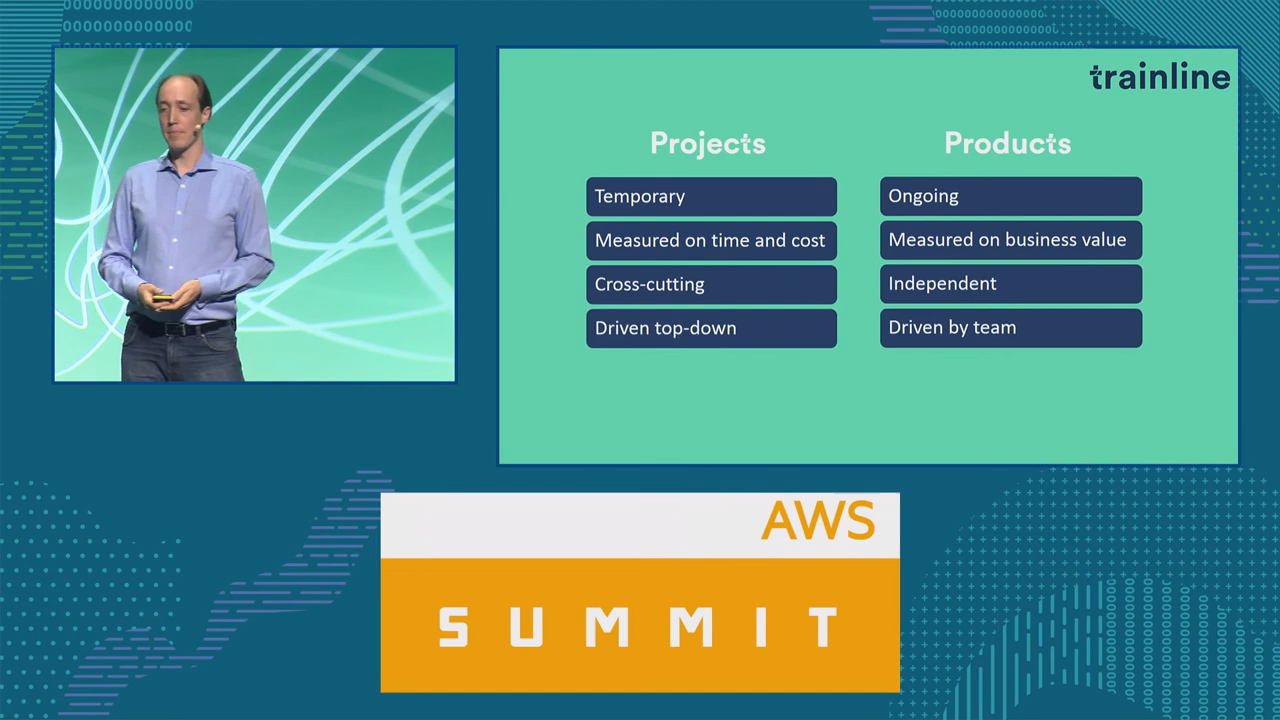 trainline
Projects
Products
Temporary
Ongoing
Measured on time and cost
Measured on business value
Cross-cutting
Independent
Driven top-down
Driven by team
AWS
SUMMIT